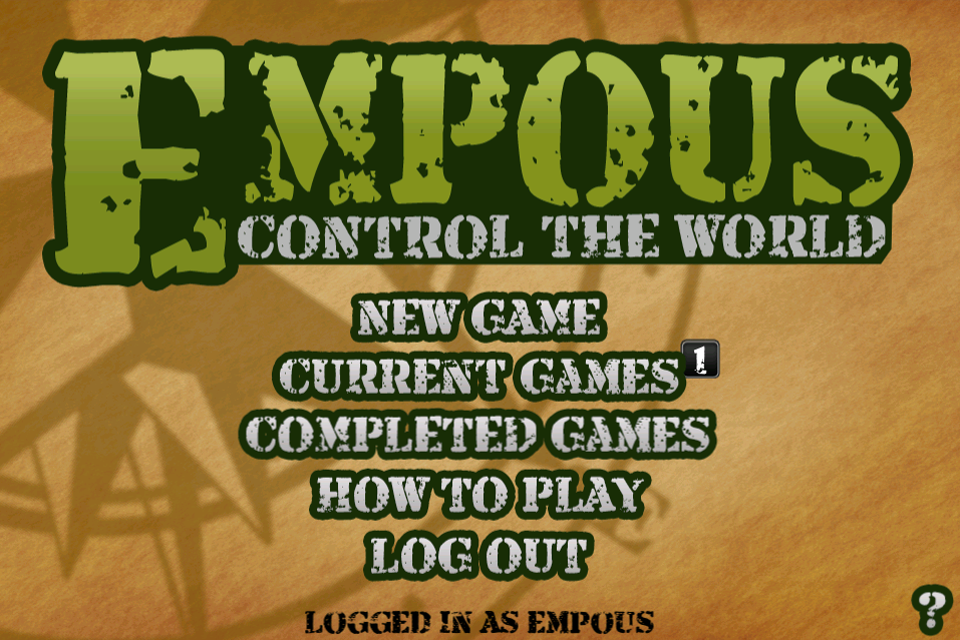 EMPOUS
CONTROL THE WORLD
NEW GAME
CURRENT GAMES 1
COMPLETED GAMES
HOW TO PLAY
LOG OUT
LOGGED IN AS EMPOUS
?